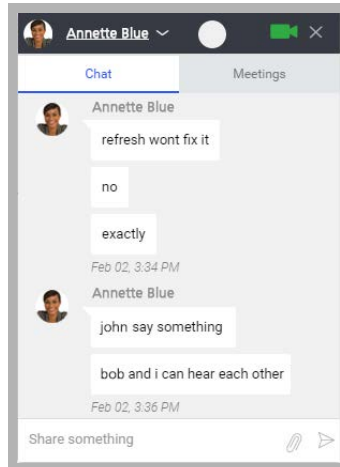 Annette Blue
Chat
Meetings
Annette Blue
refresh wont fix it
no
exactly
Feb 02, 3:34 PM
Annette Blue
john say something
bob and i can hear each other
Feb 02, 3:36 PM
Share something